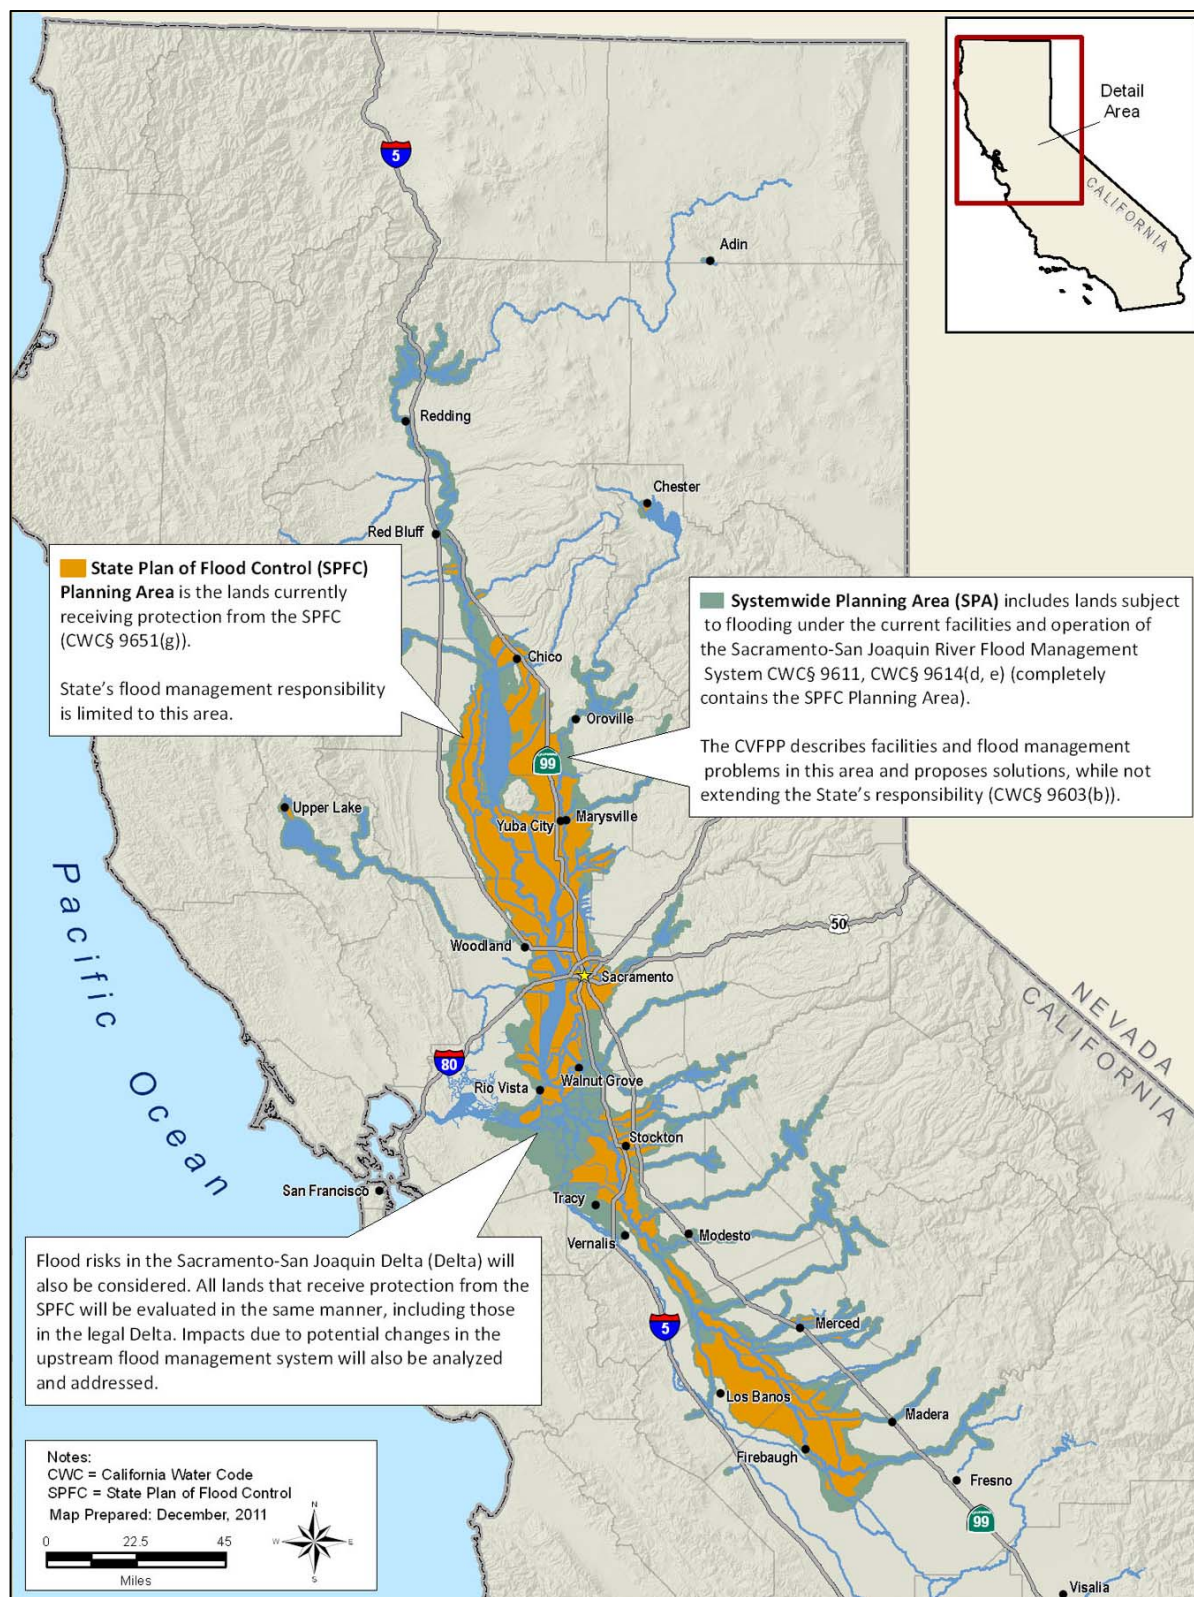 5
Adin
Detail
Area
CALIFORNIA
Redding
Chester
Red Bluff
State Plan of Flood Control (SPFC)
Planning Area is the lands currently
receiving protection from the SPFC
(CWC§ 9651(g)).
State's flood management responsibility
is limited to this area.
Systemwide Planning Area (SPA) includes lands subject
to flooding under the current facilities and operation of
the Sacramento-San Joaquin River Flood Management
System CWC§ 9611, CWC§ 9614(d, e) (completely
contains the SPFC Planning Area).
The CVFPP describes facilities and flood management
problems in this area and proposes solutions, while not
extending the State's responsibility (CWC§ 9603(b)).
Chico
Oroville
99
Upper Lake
Yuba City
Marysville
Pacific Ocean
50
Woodland
Sacramento
NEVADA
CALIFORNIA
80
Rio Vista
Walnut Grove
Stockton
San Francisco
Tracy
Vernalis
Modesto
Flood risks in the Sacramento-San Joaquin Delta (Delta) will
also be considered. All lands that receive protection from the
SPFC will be evaluated in the same manner, including those
in the legal Delta. Impacts due to potential changes in the
upstream flood management system will also be analyzed
and addressed.
5
Merced
Los Banos
Madera
Firebaugh
Fresno
99
Visalia
Notes:
CWC = California Water Code
SPFC = State Plan of Flood Control
Map Prepared: December, 2011
N
W E
S
0 22.5 45
Miles